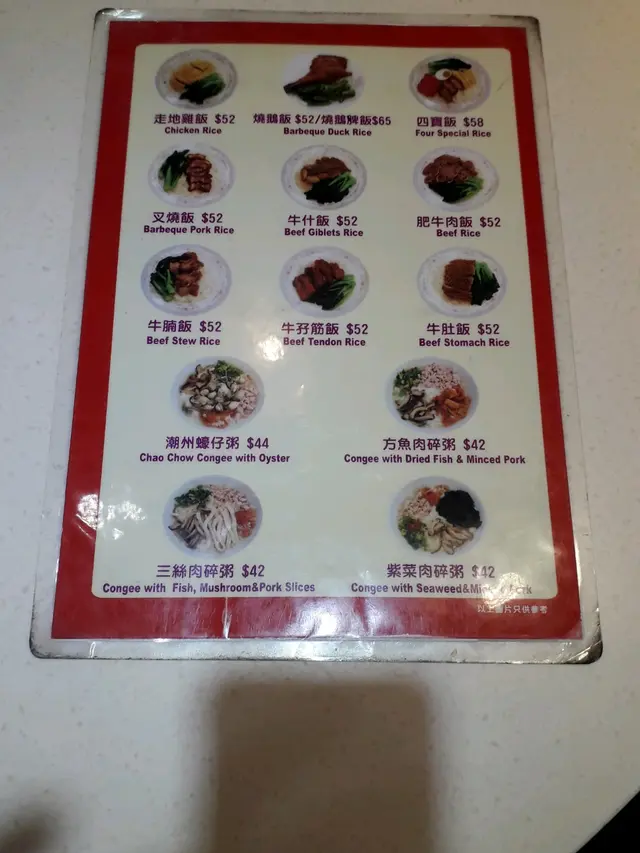 走地雞飯 $52
Chicken Rice
燒鵝飯 $52/燒鵝髀飯$65
Barbeque Duck Rice
四寶飯 $58
Four Special Rice
叉燒飯 $52
Barbeque Pork Rice
牛什飯 $52
Beef Giblets Rice
肥牛肉飯 $52
Beef Rice
牛腩飯 $52
Beef Stew Rice
牛孖筋飯 $52
Beef Tendon Rice
牛肚飯 $52
Beef Stomach Rice
潮州蠔仔粥 $44
Chao Chow Congee with Oyster
方魚肉碎粥 $42
Congee with Dried Fish & Minced Pork
三絲肉碎粥 $42
Congee with Fish, Mushroom&Pork Slices
紫菜肉碎粥 $42
Congee with Seaweed& Pork
以上圖片只供參考